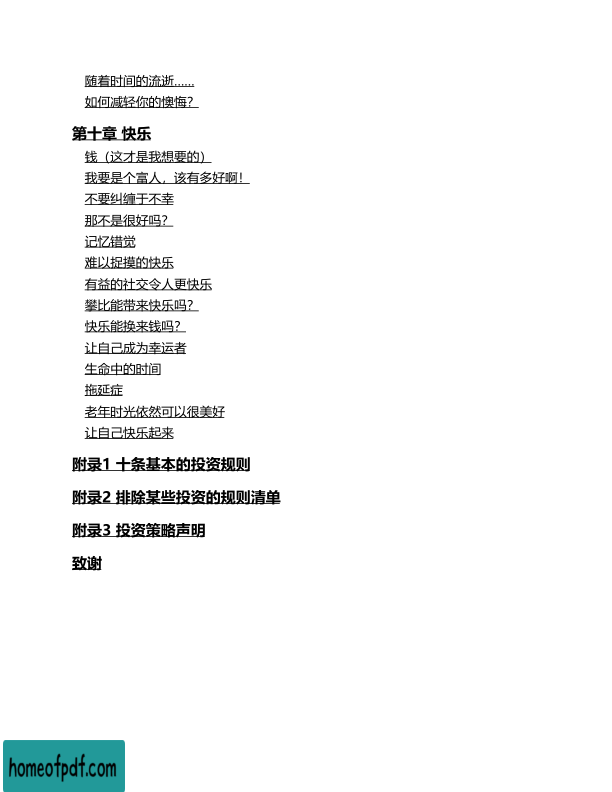 随着时间的流逝……
如何减轻你的懊悔？
第十章 快乐
钱（这才是我想要的）
我要是个富人，该有多好啊！
不要纠缠于不幸
那不是很好吗？
记忆错觉
难以捉摸的快乐
有益的社交令人更快乐
攀比能带来快乐吗？
快乐能换来钱吗？
让自己成为幸运者
生命中的时间
拖延症
老年时光依然可以很美好
让自己快乐起来
附录1 十条基本的投资规则
附录2 排除某些投资的规则清单
附录3 投资策略声明
致谢
homeofpdf.com